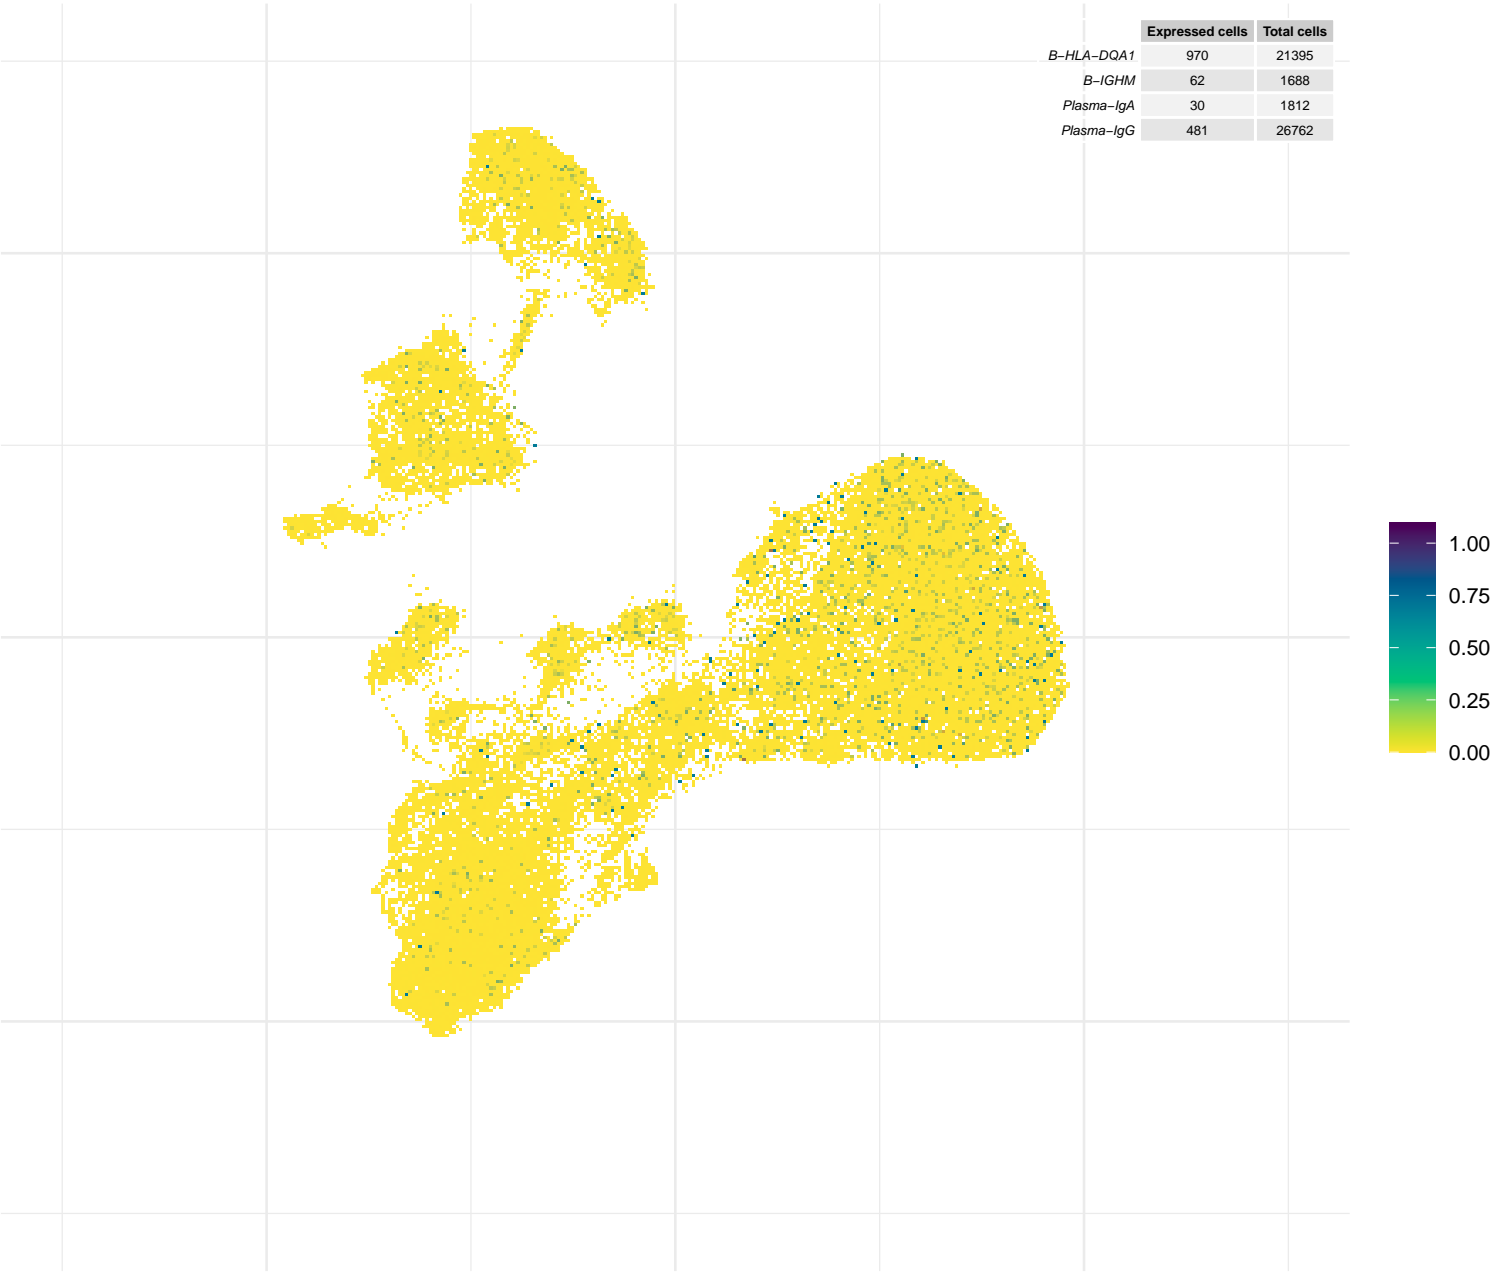 Expressed cells Total cells
B−HLA−DQA1 970 21395
B−IGHM 62 1688
Plasma−IgA 30 1812
Plasma−IgG 481 26762
1.00
0.75
0.50
0.25
0.00